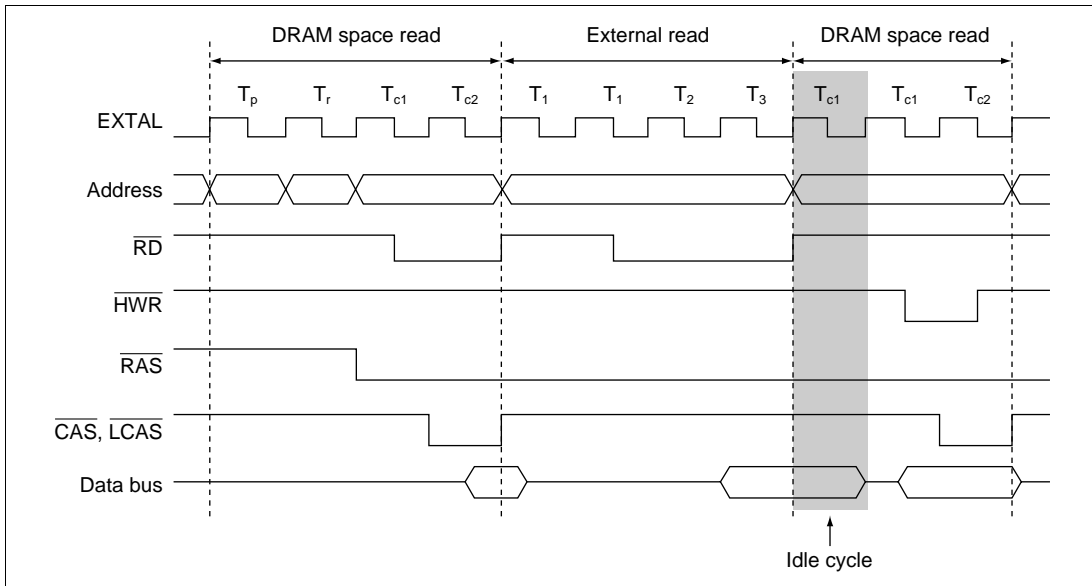 DRAM space read External read DRAM space read
Tp Tr Tc1 Tc2 T1 T1 T2 T3 Tc1 Tc1 Tc2
EXTAL
Address
RD
HWR
RAS
CAS, LCAS
Data bus
Idle cycle